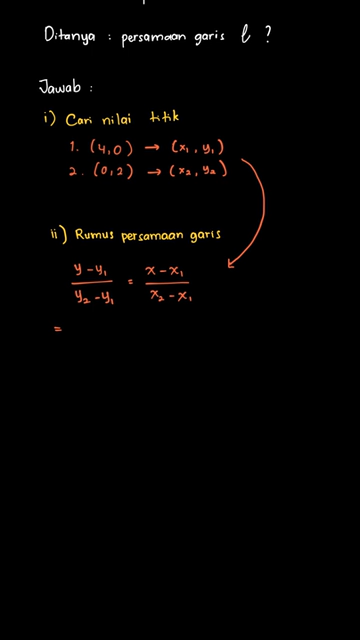 Ditanya : persamaan garis l ?
Jawab :
i) Cari nilai titik
1. (4,0) → (x₁, y₁)
2. (0,2) → (x₂, y₂)
ii) Rumus persamaan garis
y - y₁ / y₂ - y₁ = x - x₁ / x₂ - x₁
=